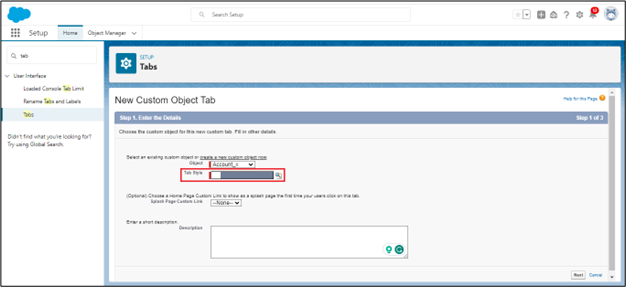 Search Setup
Setup
Home
Object Manager
tab
User Interface
Loaded Console Tab Limit
Rename Tabs and Labels
Tabs
Didn't find what you're looking for?
Try using Global Search.
SETUP
Tabs
New Custom Object Tab
Help for this Page
Step 1. Enter the Details
Step 1 of 3
Choose the custom object for this new custom tab. Fill in other details.
Select an existing custom object or create a new custom object now.
Object
Account_x
Tab Style
(Optional) Choose a Home Page Custom Link to show as a splash page the first time your users click on this tab.
Splash Page Custom Link
--None--
Enter a short description.
Description
Next
Cancel